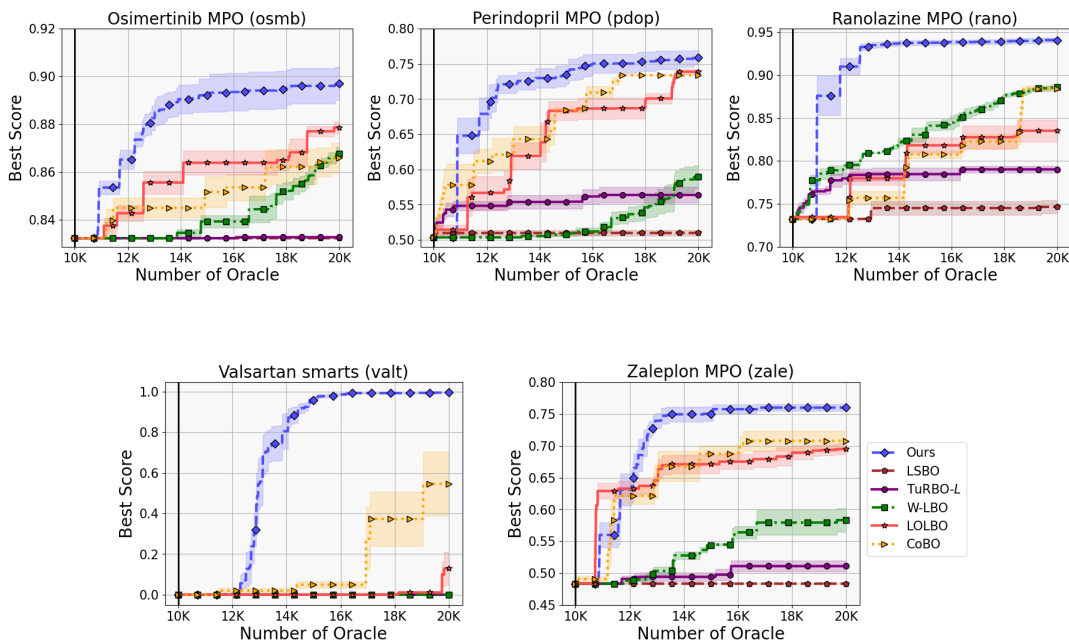 Osimertinib MPO (osmb)
Perindopril MPO (pdop)
Ranolazine MPO (rano)
Best Score
0.92
0.90
0.88
0.86
0.84
10K 12K 14K 16K 18K 20K
Number of Oracle
Best Score
0.80
0.75
0.70
0.65
0.60
0.55
0.50
10K 12K 14K 16K 18K 20K
Number of Oracle
Best Score
0.95
0.90
0.85
0.80
0.75
0.70
10K 12K 14K 16K 18K 20K
Number of Oracle
Valsartan smarts (valt)
Zaleplon MPO (zale)
Best Score
1.0
0.8
0.6
0.4
0.2
0.0
10K 12K 14K 16K 18K 20K
Number of Oracle
Best Score
0.80
0.75
0.70
0.65
0.60
0.55
0.50
0.45
10K 12K 14K 16K 18K 20K
Number of Oracle
Ours
LSBO
TuRBO-L
W-LBO
LOLBO
CoBO